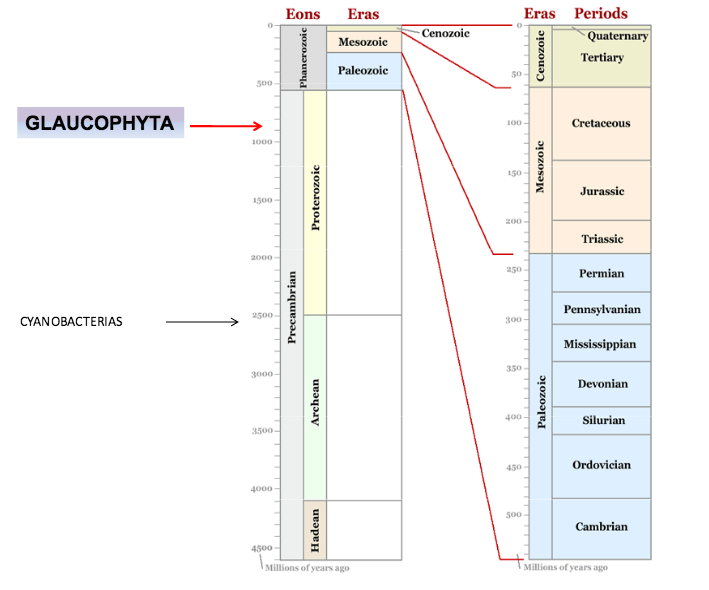 Eons Eras
Eras Periods
GLAUCOPHYTA
CYANOBACTERIAS
0
500
1000
1500
2000
2500
3000
3500
4000
4500
Millions of years ago
Phanerozoic
Precambrian
Proterozoic
Archean
Hadean
Cenozoic
Mesozoic
Paleozoic
0
50
100
150
200
250
300
350
400
450
500
Millions of years ago
Cenozoic
Mesozoic
Paleozoic
Quaternary
Tertiary
Cretaceous
Jurassic
Triassic
Permian
Pennsylvanian
Mississippian
Devonian
Silurian
Ordovician
Cambrian